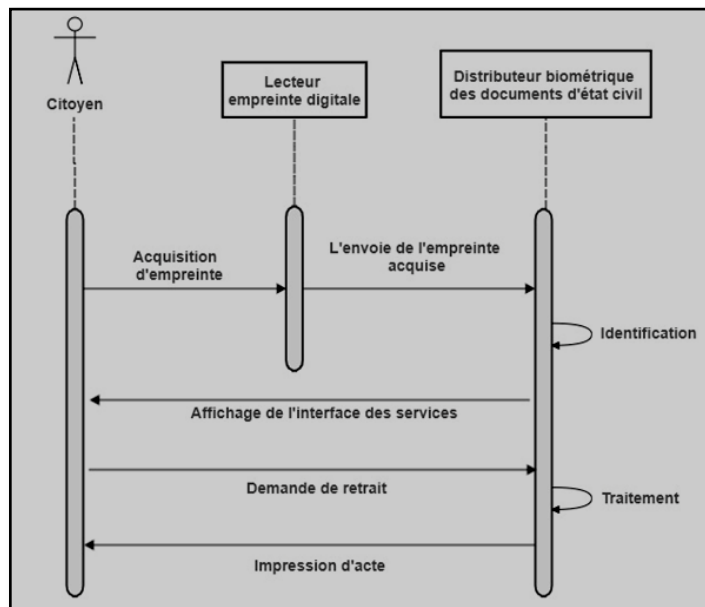 Citoyen
Lecteur
empreinte digitale
Distributeur biométrique
des documents d'état civil
Acquisition
d'empreinte
L'envoie de l'empreinte
acquise
Identification
Affichage de l'interface des services
Demande de retrait
Traitement
Impression d'acte